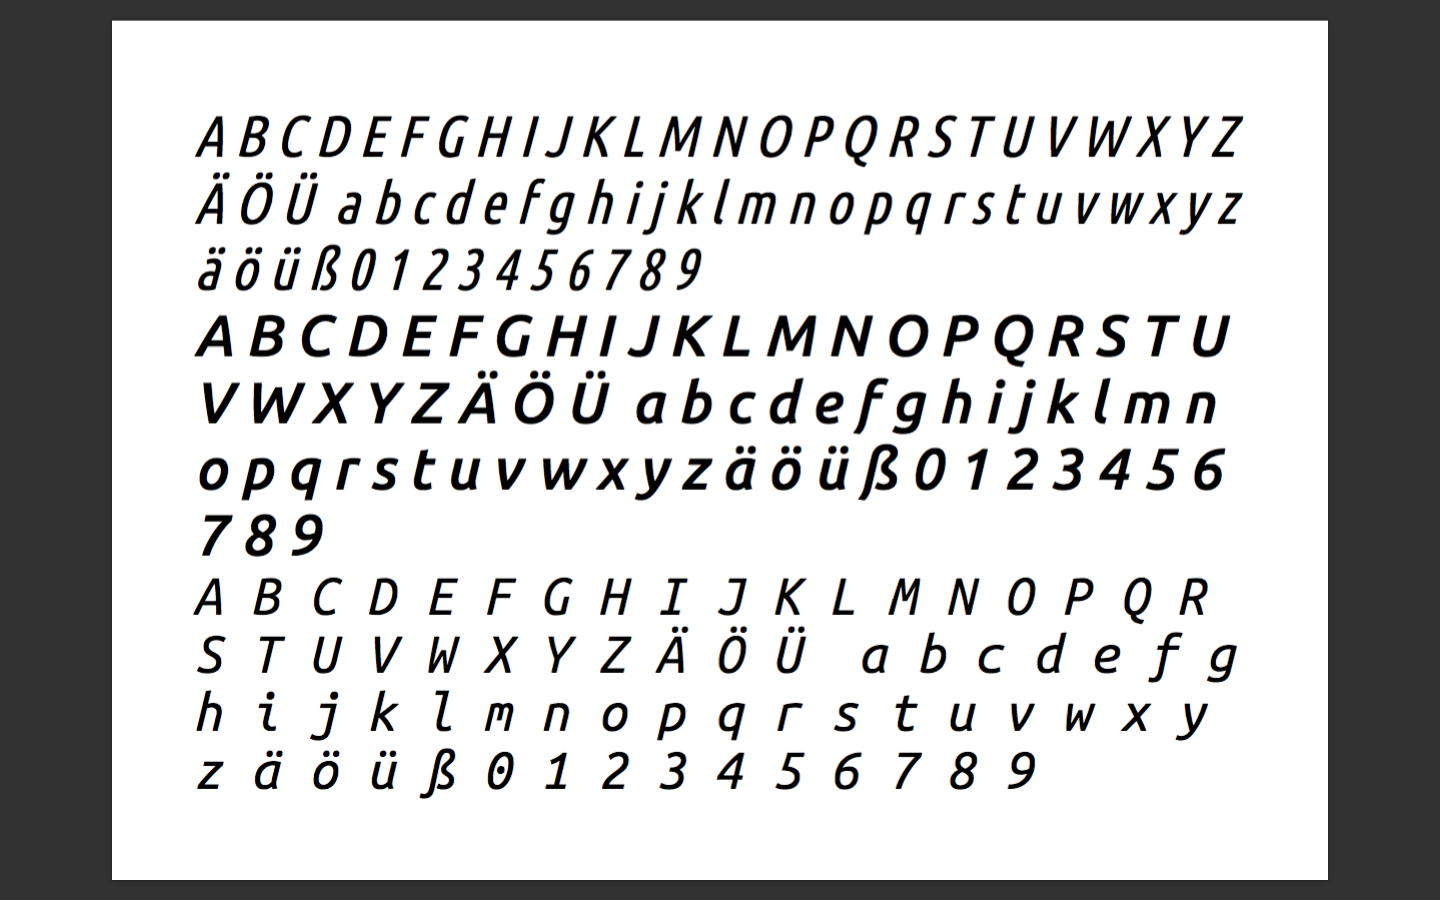 A B C D E F G H I J K L M N O P Q R S T U V W X Y Z
Ä Ö Ü a b c d e f g h i j k l m n o p q r s t u v w x y z
ä ö ü ß 0 1 2 3 4 5 6 7 8 9
A B C D E F G H I J K L M N O P Q R S T U
V W X Y Z Ä Ö Ü a b c d e f g h i j k l m n
o p q r s t u v w x y z ä ö ü ß 0 1 2 3 4 5 6
7 8 9
A B C D E F G H I J K L M N O P Q R
S T U V W X Y Z Ä Ö Ü a b c d e f g
h i j k l m n o p q r s t u v w x y
z ä ö ü ß 0 1 2 3 4 5 6 7 8 9